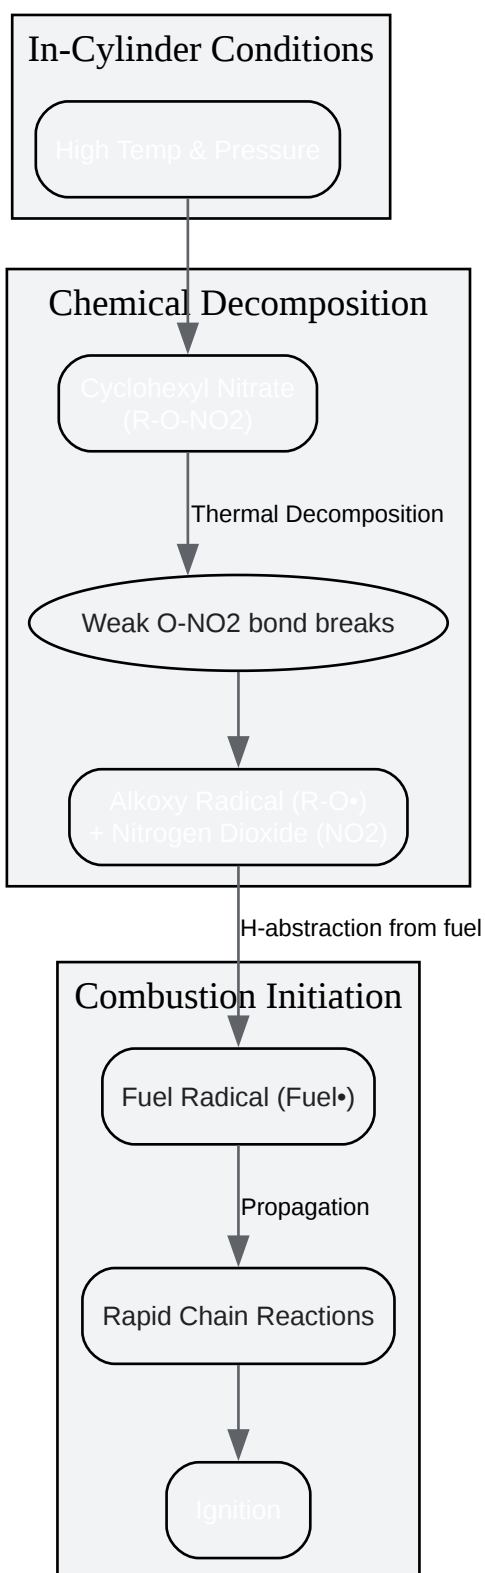 In-Cylinder Conditions
High Temp & Pressure
Chemical Decomposition
Cyclohexyl Nitrate
(R-O-NO2)
Thermal Decomposition
Weak O-NO2 bond breaks
Alkoxy Radical (R-O•)
+ Nitrogen Dioxide (NO2)
H-abstraction from fuel
Combustion Initiation
Fuel Radical (Fuel•)
Propagation
Rapid Chain Reactions
Ignition